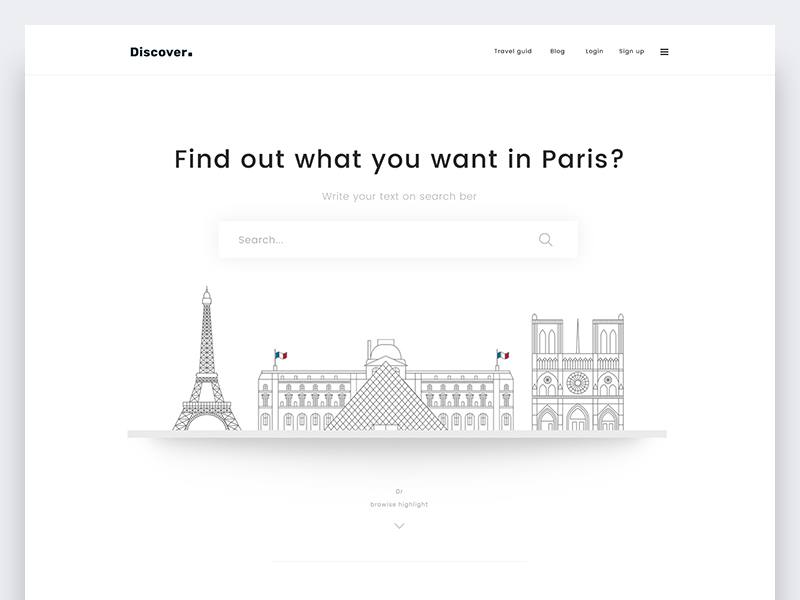 Discover.
Travel guid Blog Login Sign up
Find out what you want in Paris?
Write your text on search ber
Search...
Or
browise highlight